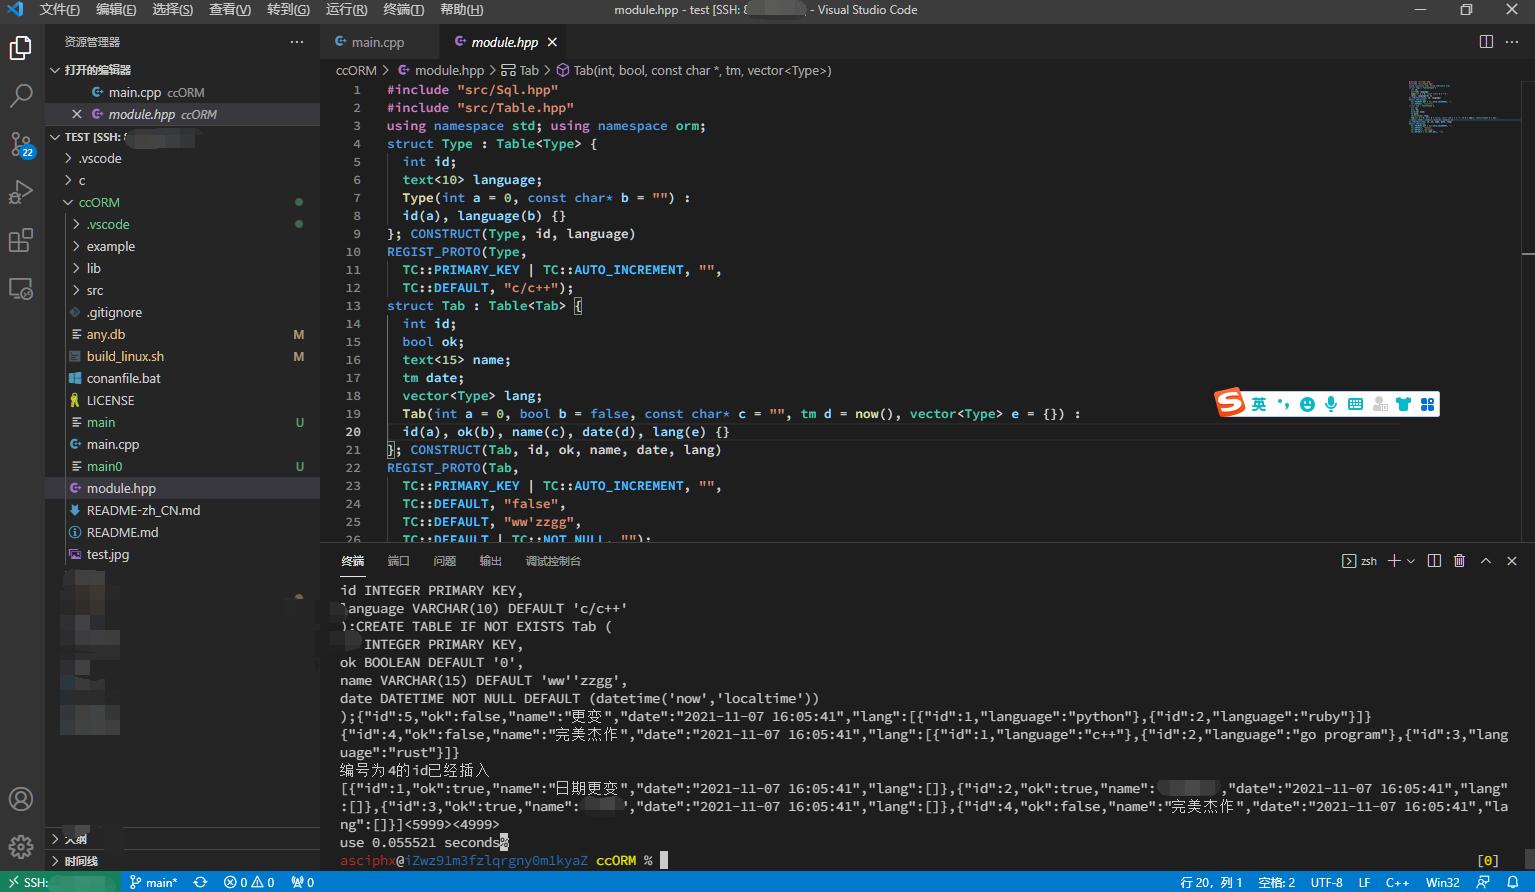 文件(F) 编辑(E) 选择(S) 查看(V) 转到(G) 运行(R) 终端(T) 帮助(H)
module.hpp - test [SSH: - Visual Studio Code
资源管理器
打开的编辑器
main.cpp ccORM
module.hpp ccORM
TEST [SSH:
22
.vscode
c
ccORM
.vscode
example
lib
src
.gitignore
any.db M
build_linux.sh M
conanfile.bat
LICENSE
main U
main.cpp
main0 U
module.hpp
README-zh_CN.md
README.md
test.jpg
大纲
时间线
main.cpp
module.hpp
ccORM > module.hpp > Tab > Tab(int, bool, const char *, tm, vector<Type>)
1 #include "src/Sql.hpp"
2 #include "src/Table.hpp"
3 using namespace std; using namespace orm;
4 struct Type : Table<Type> {
5 int id;
6 text<10> language;
7 Type(int a = 0, const char* b = "") :
8 id(a), language(b) {}
9 }; CONSTRUCT(Type, id, language)
10 REGIST_PROTO(Type,
11 TC::PRIMARY_KEY | TC::AUTO_INCREMENT, "",
12 TC::DEFAULT, "c/c++");
13 struct Tab : Table<Tab> {
14 int id;
15 bool ok;
16 text<15> name;
17 tm date;
18 vector<Type> lang;
19 Tab(int a = 0, bool b = false, const char* c = "", tm d = now(), vector<Type> e = {}) :
20 id(a), ok(b), name(c), date(d), lang(e) {}
21 }; CONSTRUCT(Tab, id, ok, name, date, lang)
22 REGIST_PROTO(Tab,
23 TC::PRIMARY_KEY | TC::AUTO_INCREMENT, "",
24 TC::DEFAULT, "false",
25 TC::DEFAULT, "ww'zzgg",
26 TC::DEFAULT | TC::NOT_NULL, "");
S 英
终端 端口 问题 输出 调试控制台
zsh
id INTEGER PRIMARY KEY,
language VARCHAR(10) DEFAULT 'c/c++'
);CREATE TABLE IF NOT EXISTS Tab (
INTEGER PRIMARY KEY,
ok BOOLEAN DEFAULT '0',
name VARCHAR(15) DEFAULT 'ww''zzgg',
date DATETIME NOT NULL DEFAULT (datetime('now','localtime'))
);{"id":5,"ok":false,"name":"更变","date":"2021-11-07 16:05:41","lang":[{"id":1,"language":"python"},{"id":2,"language":"ruby"}]}
{"id":4,"ok":false,"name":"完美杰作","date":"2021-11-07 16:05:41","lang":[{"id":1,"language":"c++"},{"id":2,"language":"go program"},{"id":3,"lang
uage":"rust"}]}
编号为4的id已经插入
[{"id":1,"ok":true,"name":"日期更变","date":"2021-11-07 16:05:41","lang":[]},{"id":2,"ok":true,"name": ,"date":"2021-11-07 16:05:41","lang"
:[]},{"id":3,"ok":true,"name": ,"date":"2021-11-07 16:05:41","lang":[]},{"id":4,"ok":false,"name":"完美杰作","date":"2021-11-07 16:05:41","la
ng":[]}]<5999><4999>
use 0.055521 seconds%
asciphx@iZwz91m3fzlqrgny0m1kyaZ ccORM % [0]
SSH: main* 0 0 0 行 20，列 1 空格: 2 UTF-8 LF C++ Win32